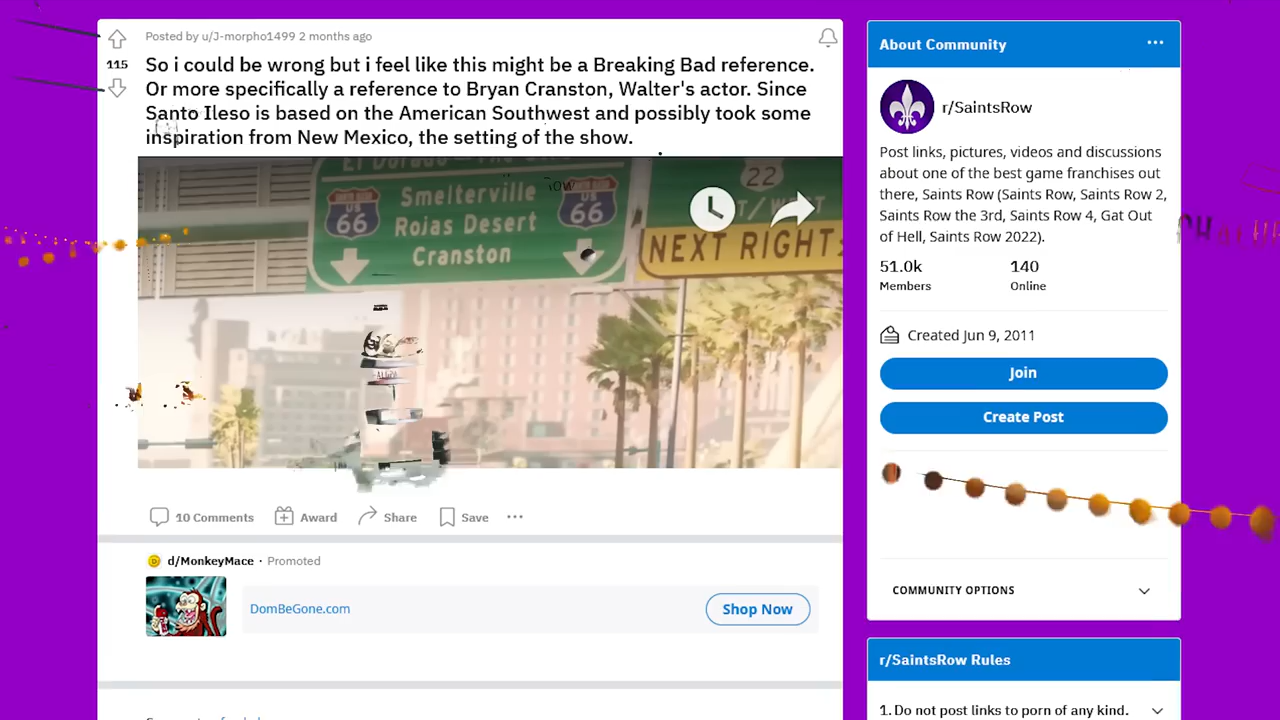 Posted by u/J-morpho1499 2 months ago
115
So i could be wrong but i feel like this might be a Breaking Bad reference.
Or more specifically a reference to Bryan Cranston, Walter's actor. Since
Santo Ileso is based on the American Southwest and possibly took some
inspiration from New Mexico, the setting of the show.
US
66
Smelterville
Rojas Desert
Cranston
US
66
22
NEXT RIGHT
10 Comments
Award
Share
Save
d/MonkeyMace · Promoted
DomBeGone.com
Shop Now
About Community
r/SaintsRow
Post links, pictures, videos and discussions
about one of the best game franchises out
there, Saints Row (Saints Row, Saints Row 2,
Saints Row the 3rd, Saints Row 4, Gat Out
of Hell, Saints Row 2022).
51.0k
Members
140
Online
Created Jun 9, 2011
Join
Create Post
COMMUNITY OPTIONS
r/SaintsRow Rules
1. Do not post links to porn of any kind.